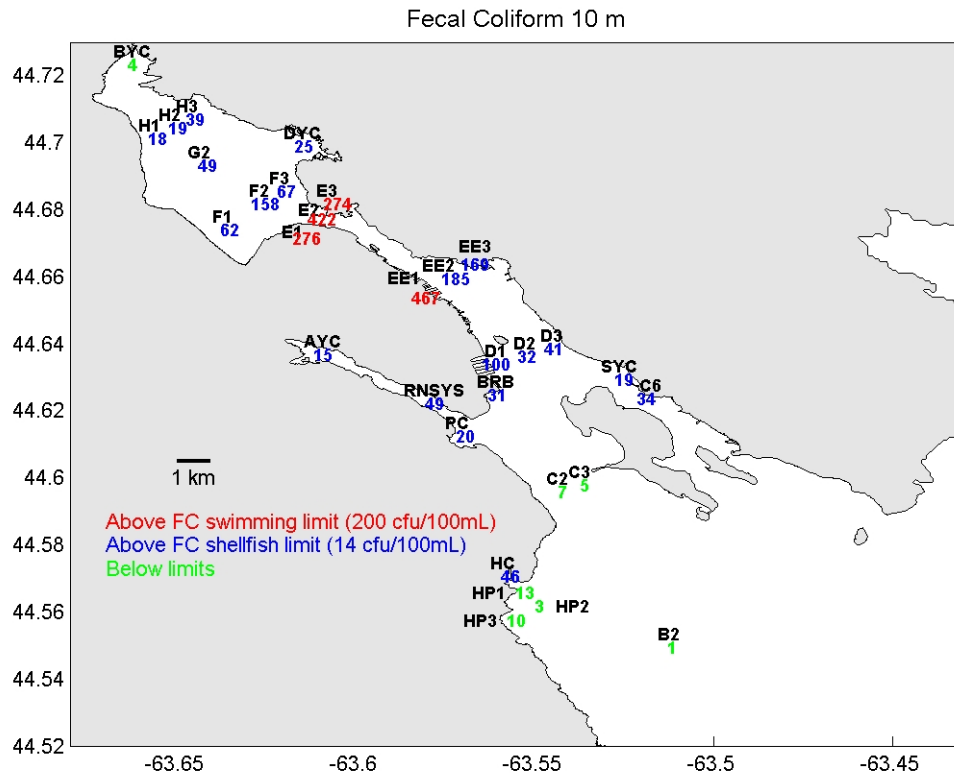 Fecal Coliform 10 m
44.72
44.7
44.68
44.66
44.64
44.62
44.6
44.58
44.56
44.54
44.52
BYC
4
H3
39
H2
19
H1
18
DYC
25
G2
49
F3
67
F2
158
E3
274
E2
422
F1
62
E1
276
EE3
160
EE2
185
EE1
467
D3
41
D2
32
D1
100
AYC
15
SYC
19
C6
34
BRB
31
RNSYS
49
PC
20
C3
5
C2
7
1 km
Above FC swimming limit (200 cfu/100mL)
Above FC shellfish limit (14 cfu/100mL)
Below limits
HC
46
HP1 13
3 HP2
HP3 10
B2
1
-63.65 -63.6 -63.55 -63.5 -63.45